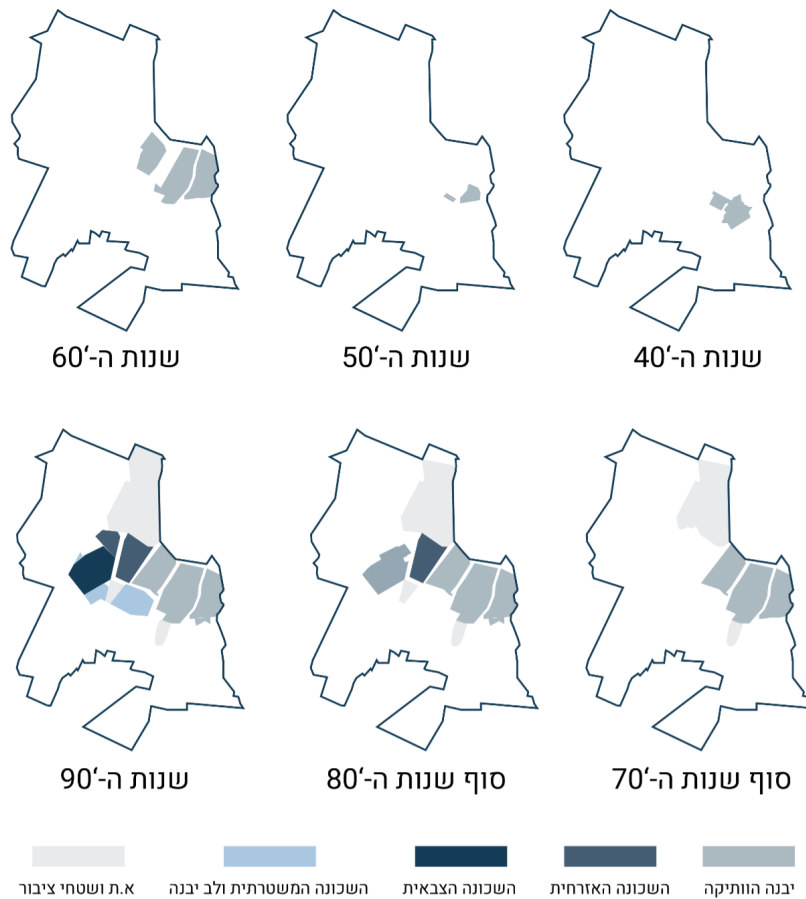 שנות ה-'40
שנות ה-'50
שנות ה-'60
סוף שנות ה-'70
סוף שנות ה-'80
שנות ה-'90
יבנה הוותיקה
השכונה האזרחית
השכונה הצבאית
השכונה המשטרתית ולב יבנה
א.ת ושטחי ציבור